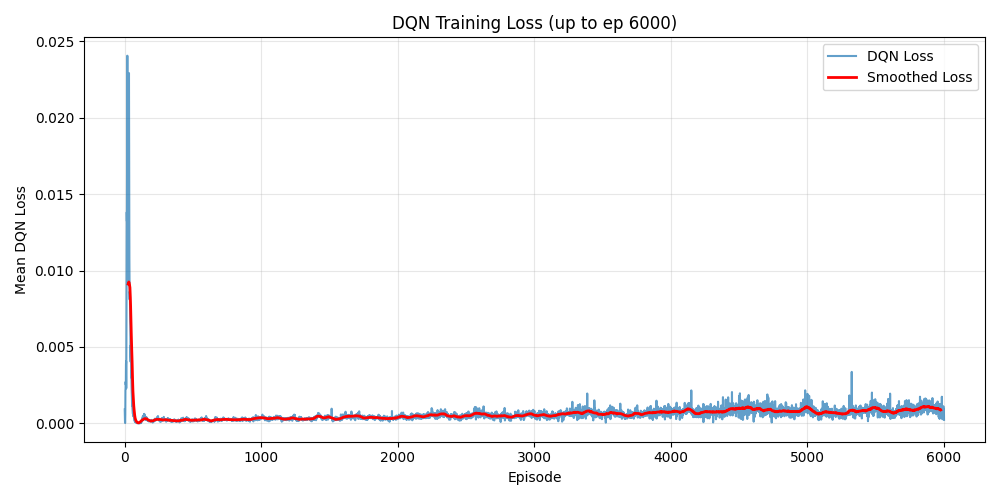 DQN Training Loss (up to ep 6000)
DQN Loss
Smoothed Loss
Mean DQN Loss
0.025
0.020
0.015
0.010
0.005
0.000
0 1000 2000 3000 4000 5000 6000
Episode